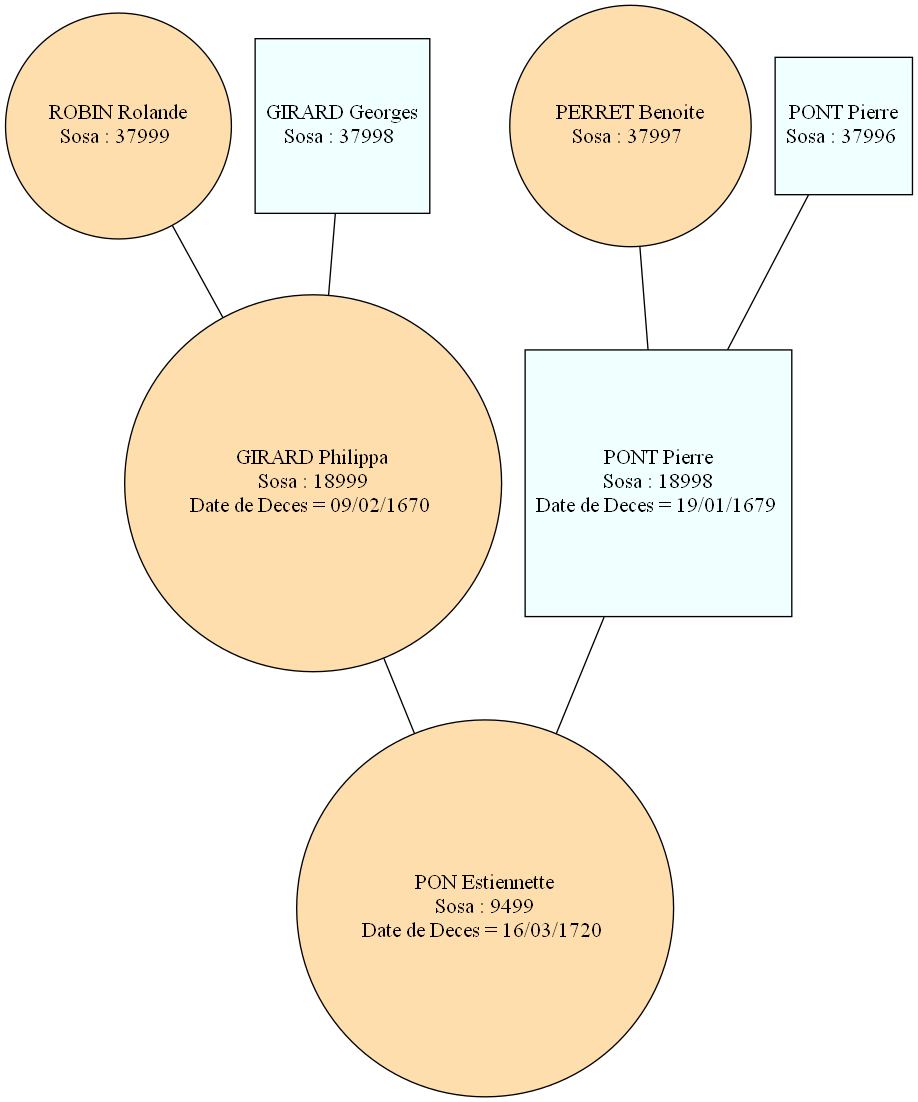 ROBIN Rolande
Sosa : 37999
GIRARD Georges
Sosa : 37998
PERRET Benoite
Sosa : 37997
PONT Pierre
Sosa : 37996
GIRARD Philippa
Sosa : 18999
Date de Deces = 09/02/1670
PONT Pierre
Sosa : 18998
Date de Deces = 19/01/1679
PON Estiennette
Sosa : 9499
Date de Deces = 16/03/1720